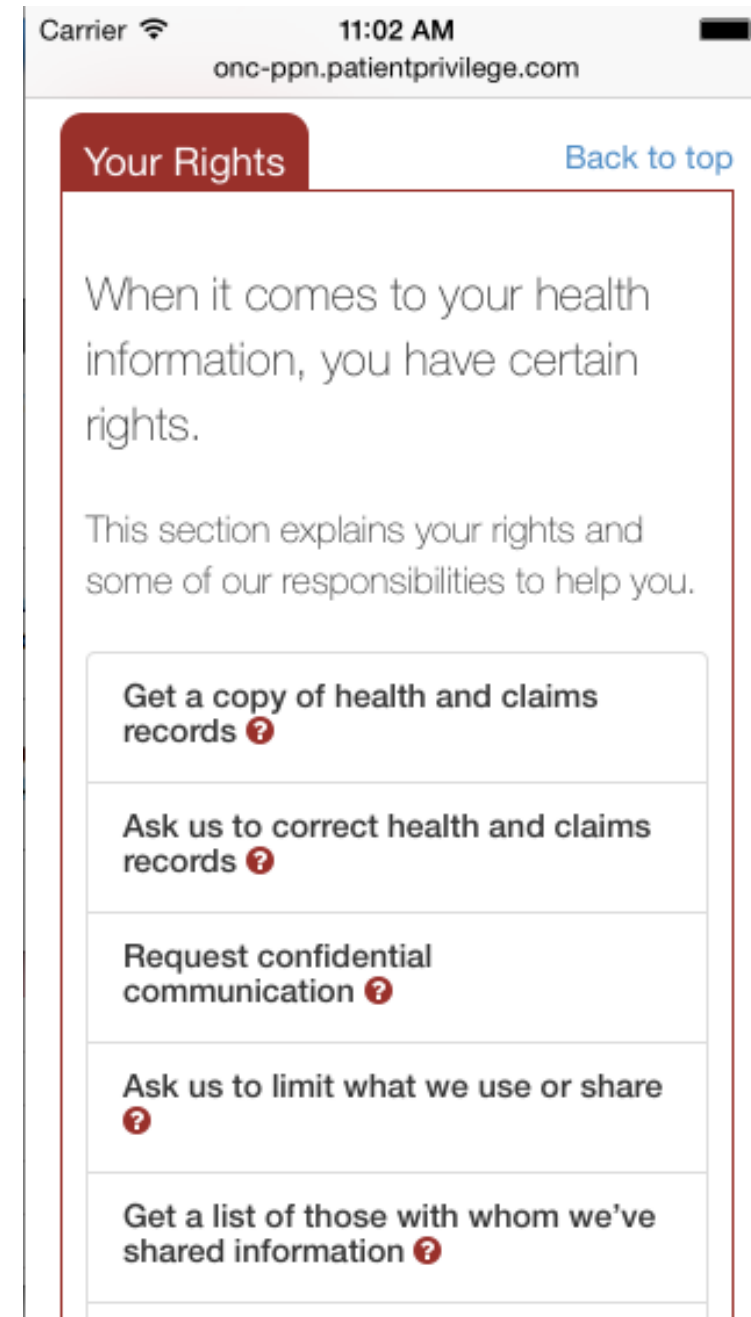 Carrier 11:02 AM
onc-ppn.patientprivilege.com
Your Rights Back to top
When it comes to your health
information, you have certain
rights.
This section explains your rights and
some of our responsibilities to help you.
Get a copy of health and claims
records ?
Ask us to correct health and claims
records ?
Request confidential
communication ?
Ask us to limit what we use or share
?
Get a list of those with whom we’ve
shared information ?